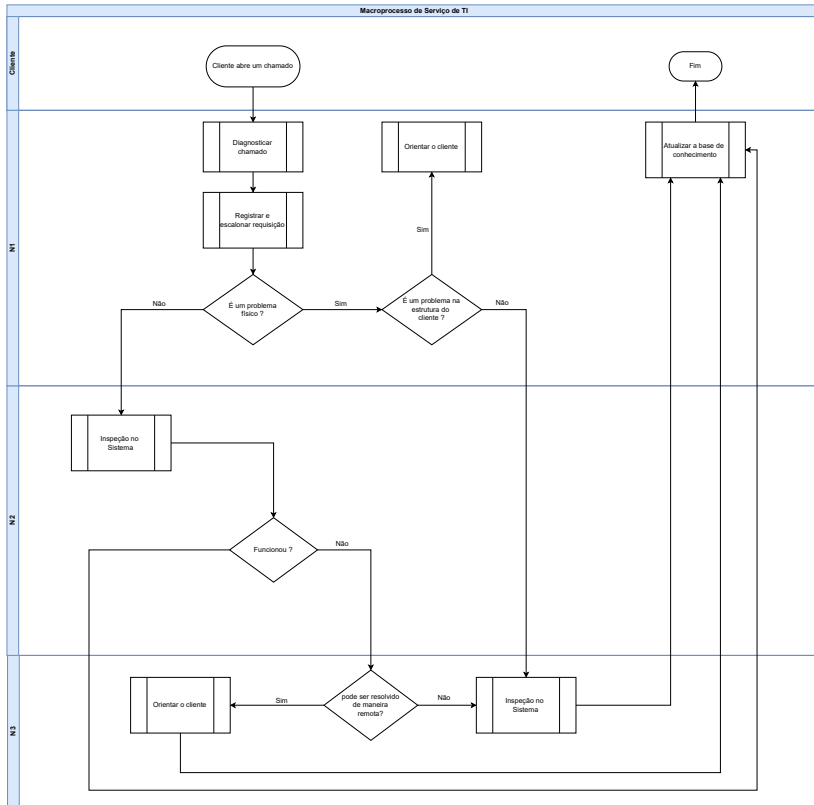 Macroprocesso de Serviço de TI
Cliente
Cliente abre um chamado
Fim
N1
Diagnosticar
chamado
Orientar o cliente
Atualizar a base de
conhecimento
Registrar e
escalonar requisição
Sim
É um problema
físico ?
Não
Sim
É um problema na
estrutura do
cliente ?
Não
N2
Inspeção no
Sistema
Funcionou ?
Não
N3
Orientar o cliente
Sim
pode ser resolvido
de maneira
remota?
Não
Inspeção no
Sistema